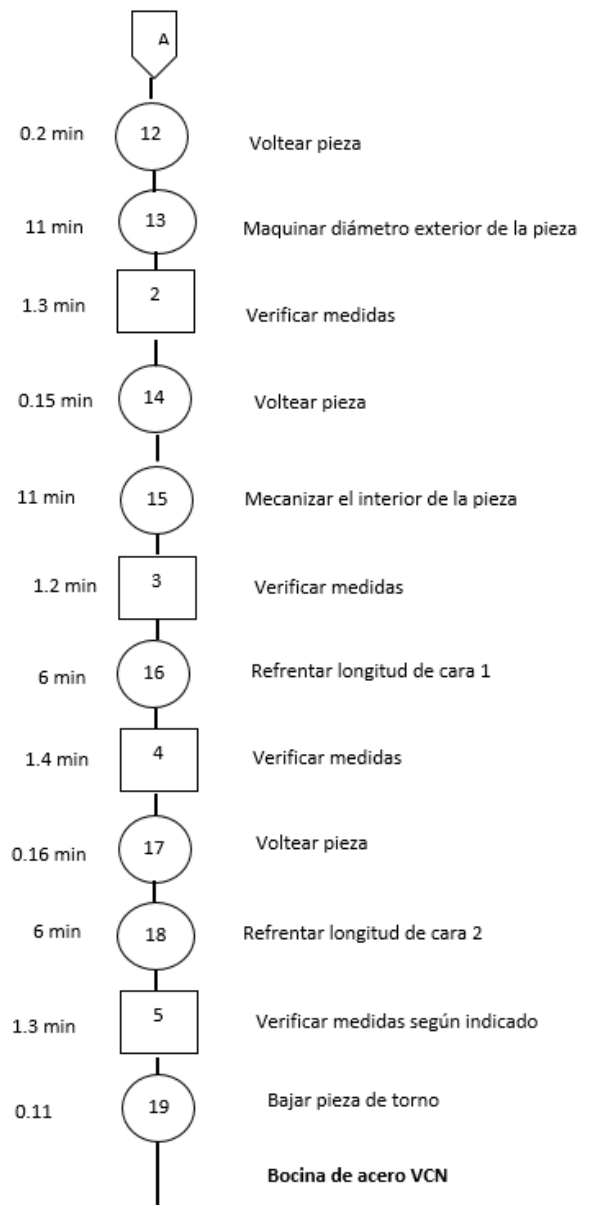 A
0.2 min 12 Voltear pieza
11 min 13 Maquinar diámetro exterior de la pieza
1.3 min 2 Verificar medidas
0.15 min 14 Voltear pieza
11 min 15 Mecanizar el interior de la pieza
1.2 min 3 Verificar medidas
6 min 16 Refrentar longitud de cara 1
1.4 min 4 Verificar medidas
0.16 min 17 Voltear pieza
6 min 18 Refrentar longitud de cara 2
1.3 min 5 Verificar medidas según indicado
0.11 19 Bajar pieza de torno
Bocina de acero VCN